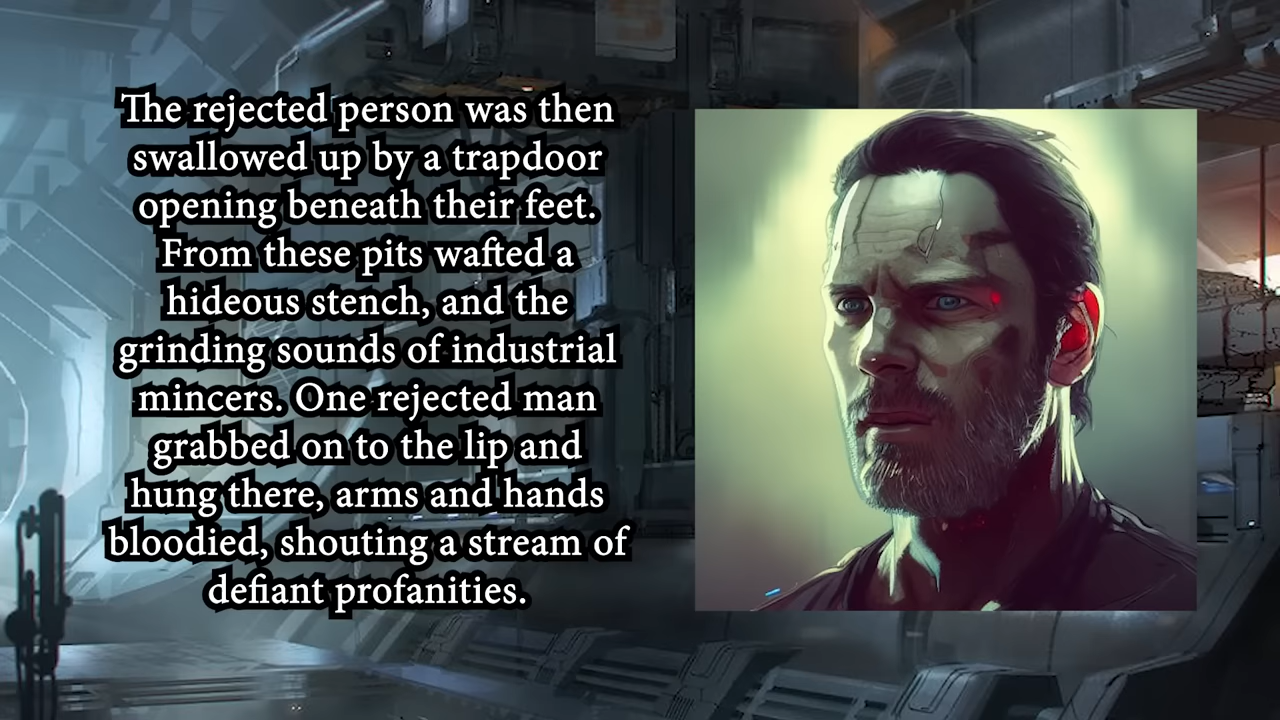 The rejected person was then
swallowed up by a trapdoor
opening beneath their feet.
From these pits wafted a
hideous stench, and the
grinding sounds of industrial
mincers. One rejected man
grabbed on to the lip and
hung there, arms and hands
bloodied, shouting a stream of
defiant profanities.